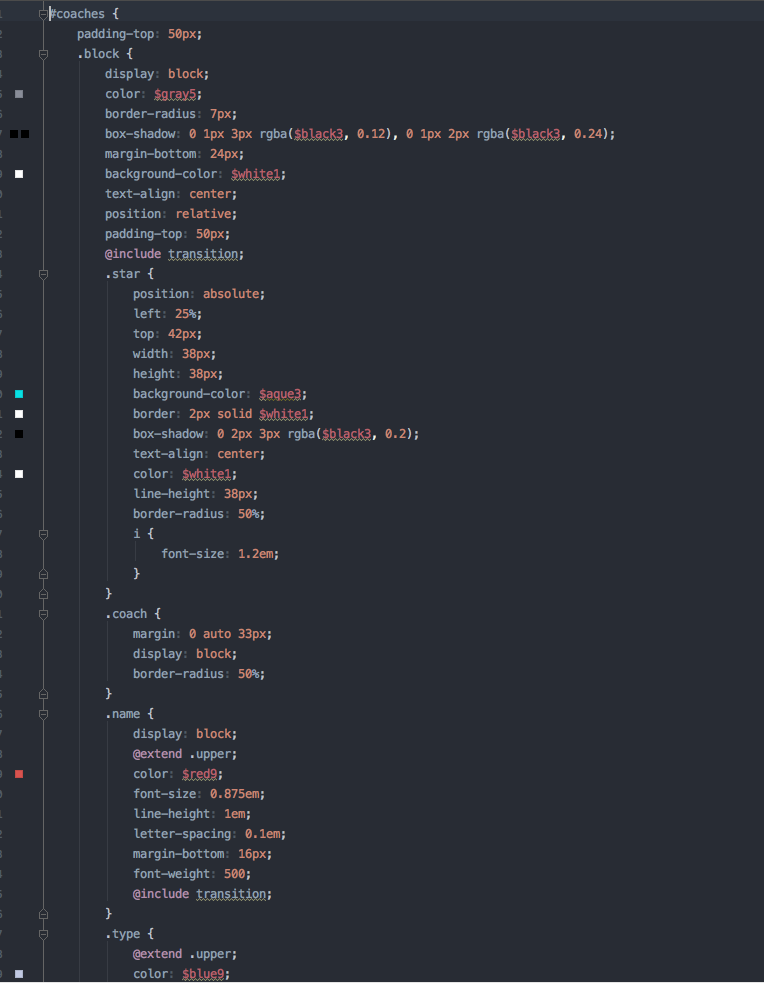 #coaches {
padding-top: 50px;
.block {
display: block;
color: $gray5;
border-radius: 7px;
box-shadow: 0 1px 3px rgba($black3, 0.12), 0 1px 2px rgba($black3, 0.24);
margin-bottom: 24px;
background-color: $white1;
text-align: center;
position: relative;
padding-top: 50px;
@include transition;
.star {
position: absolute;
left: 25%;
top: 42px;
width: 38px;
height: 38px;
background-color: $aque3;
border: 2px solid $white1;
box-shadow: 0 2px 3px rgba($black3, 0.2);
text-align: center;
color: $white1;
line-height: 38px;
border-radius: 50%;
i {
font-size: 1.2em;
}
}
.coach {
margin: 0 auto 33px;
display: block;
border-radius: 50%;
}
.name {
display: block;
@extend .upper;
color: $red9;
font-size: 0.875em;
line-height: 1em;
letter-spacing: 0.1em;
margin-bottom: 16px;
font-weight: 500;
@include transition;
}
.type {
@extend .upper;
color: $blue9;